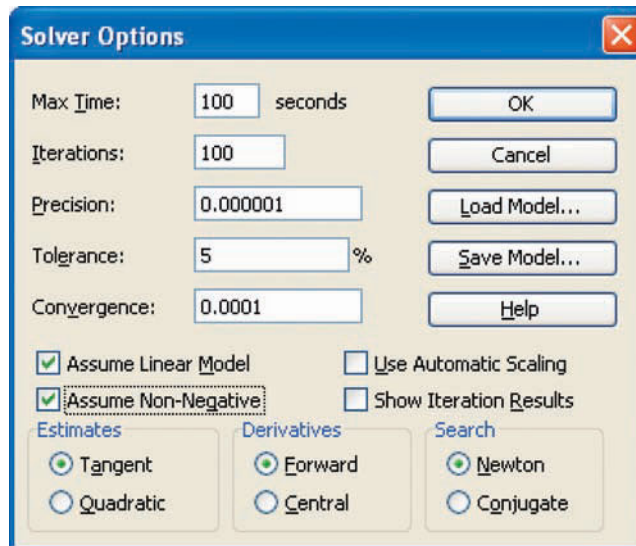 Solver Options
Max Time: 100 seconds OK
Iterations: 100 Cancel
Precision: 0.000001 Load Model...
Tolerance: 5 % Save Model...
Convergence: 0.0001 Help
Assume Linear Model Use Automatic Scaling
Assume Non-Negative Show Iteration Results
Estimates Derivatives Search
Tangent Forward Newton
Quadratic Central Conjugate